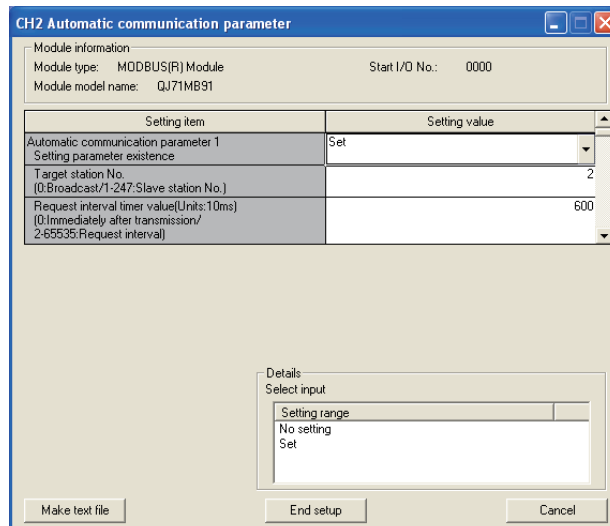 CH2 Automatic communication parameter
Module information
Module type: MODBUS(R) Module Start I/O No.: 0000
Module model name: QJ71MB91
Setting item Setting value
Automatic communication parameter 1 Set
Setting parameter existence
Target station No. 2
(0:Broadcast/1-247:Slave station No.)
Request interval timer value(Units:10ms) 600
(0:Immediately after transmission/
2-65535:Request interval)
Details
Select input
Setting range
No setting
Set
Make text file End setup Cancel